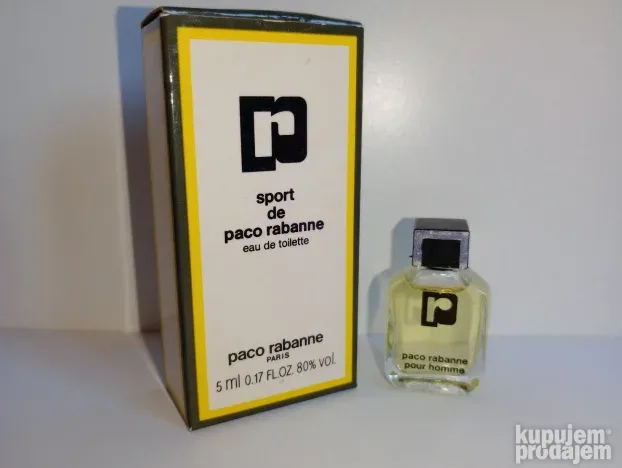 sport
de
paco rabanne
eau de toilette
paco rabanne
PARIS
5 ml 0.17 FL.OZ. 80% vol.
paco rabanne
pour homme
kupujem
prodajem